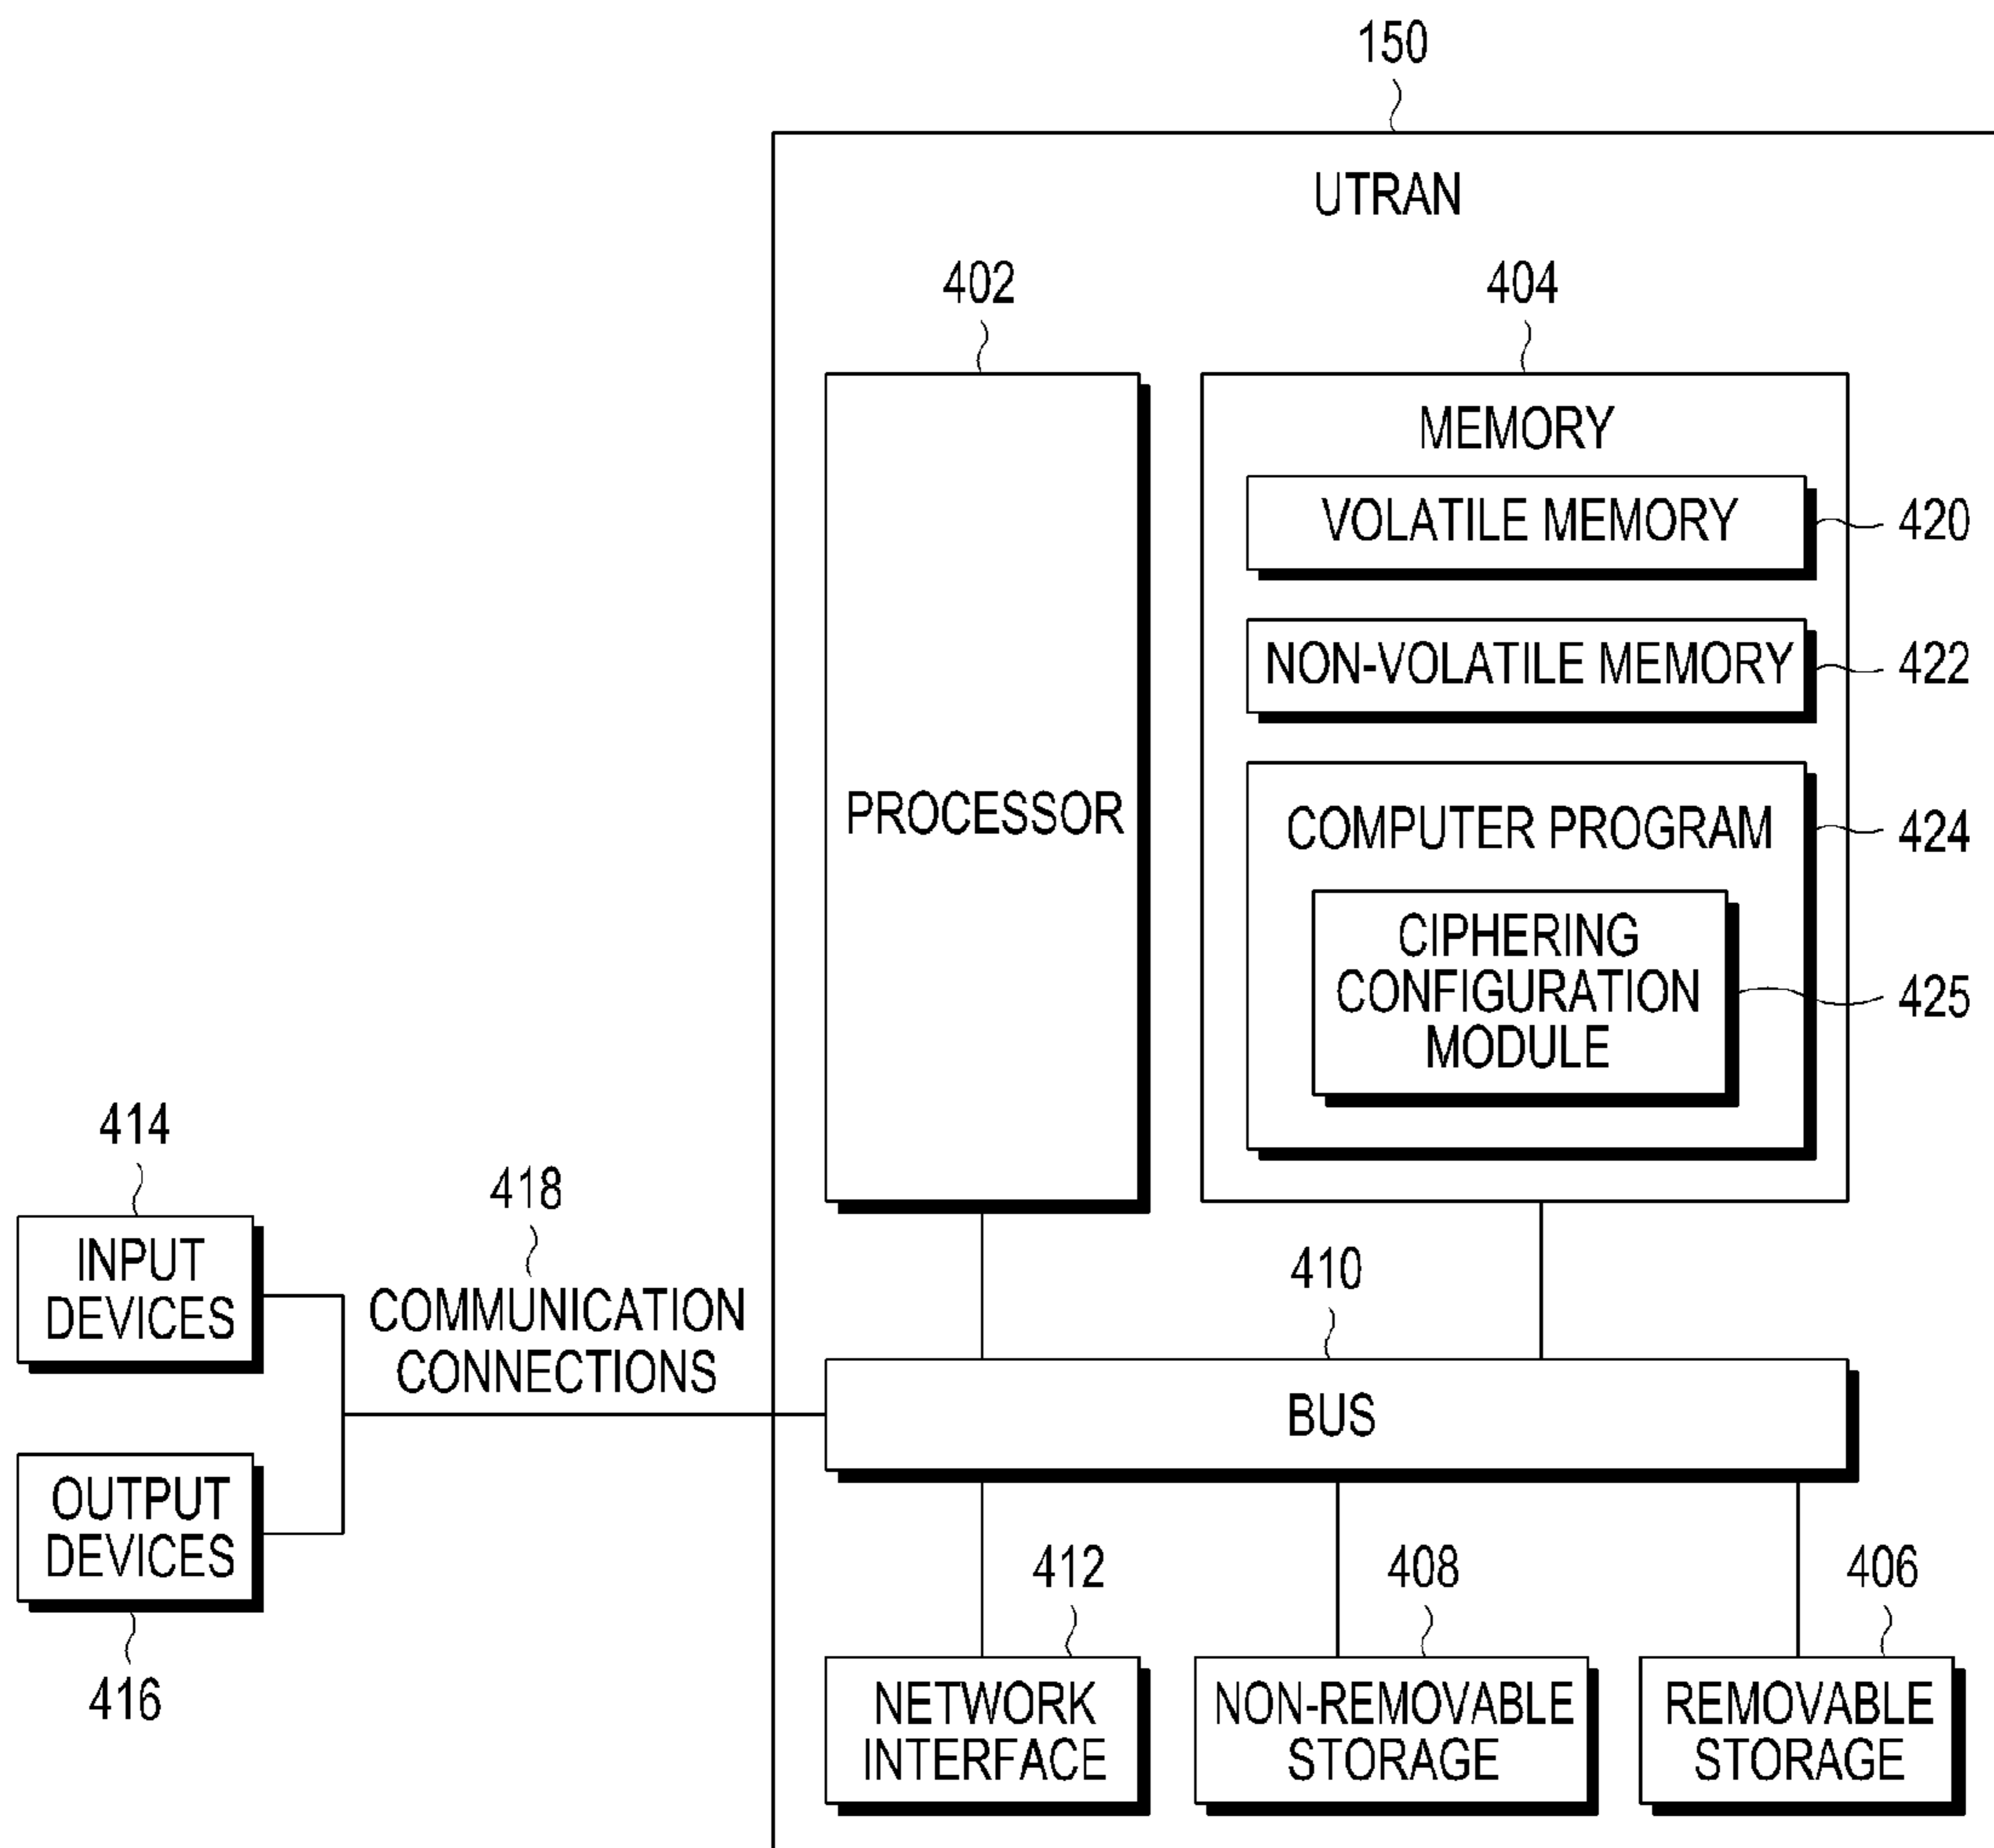 150
UTRAN
402
404
PROCESSOR
MEMORY
VOLATILE MEMORY
420
NON-VOLATILE MEMORY
422
COMPUTER PROGRAM
424
CIPHERING
CONFIGURATION
MODULE
425
414
INPUT
DEVICES
418
COMMUNICATION
CONNECTIONS
410
BUS
OUTPUT
DEVICES
416
412
NETWORK
INTERFACE
408
NON-REMOVABLE
STORAGE
406
REMOVABLE
STORAGE